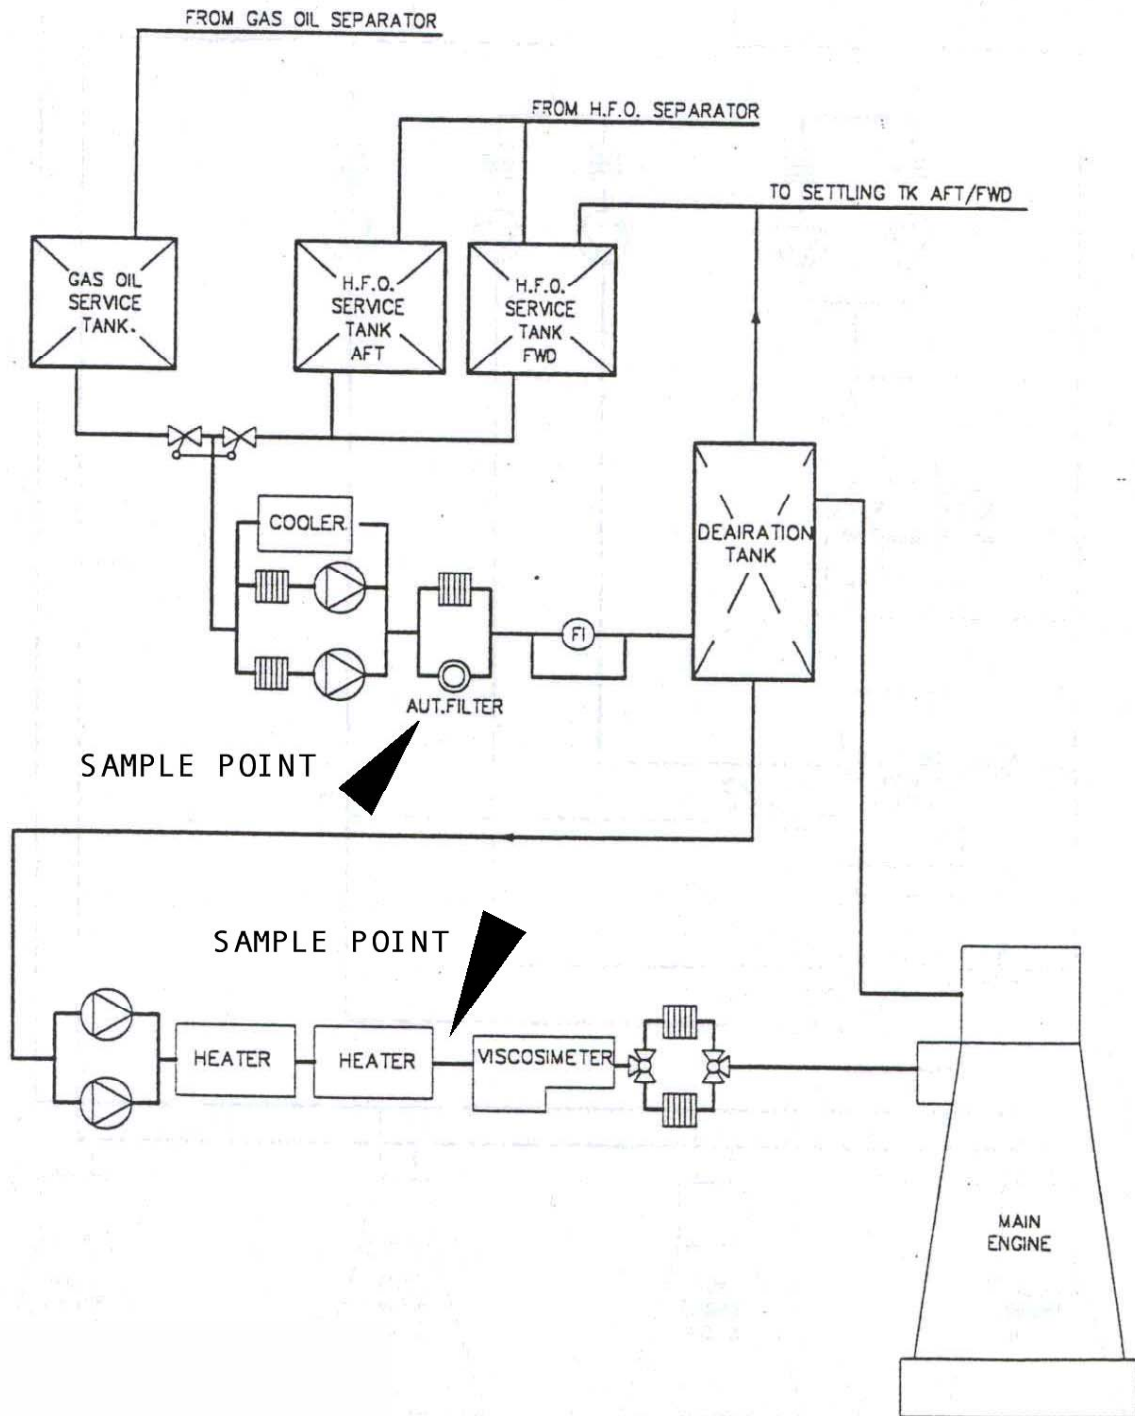 FROM GAS OIL SEPARATOR
FROM H.F.O. SEPARATOR
TO SETTLING TK AFT/FWD
GAS OIL
SERVICE
TANK.
H.F.O.
SERVICE
TANK
AFT
H.F.O.
SERVICE
TANK
FWD
COOLER
DEAIRATION
TANK
FI
AUT.FILTER
SAMPLE POINT
SAMPLE POINT
HEATER
HEATER
VISCOSIMETER
MAIN
ENGINE